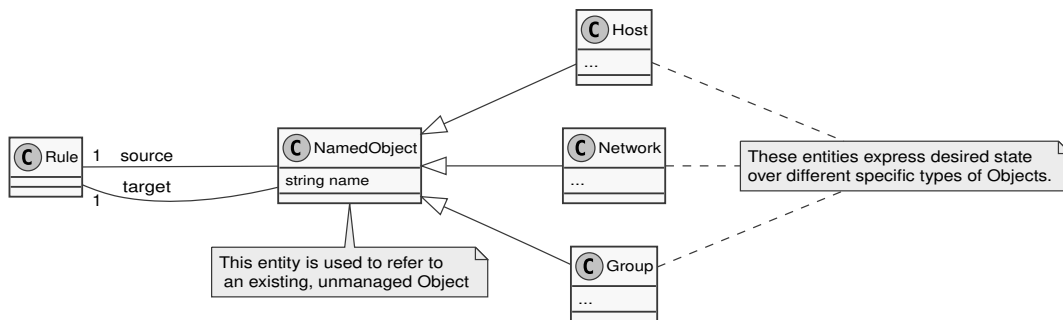 C Host
...
C Rule
1 source
target
1
C NamedObject
string name
C Network
...
These entities express desired state
over different specific types of Objects.
This entity is used to refer to
an existing, unmanaged Object
C Group
...